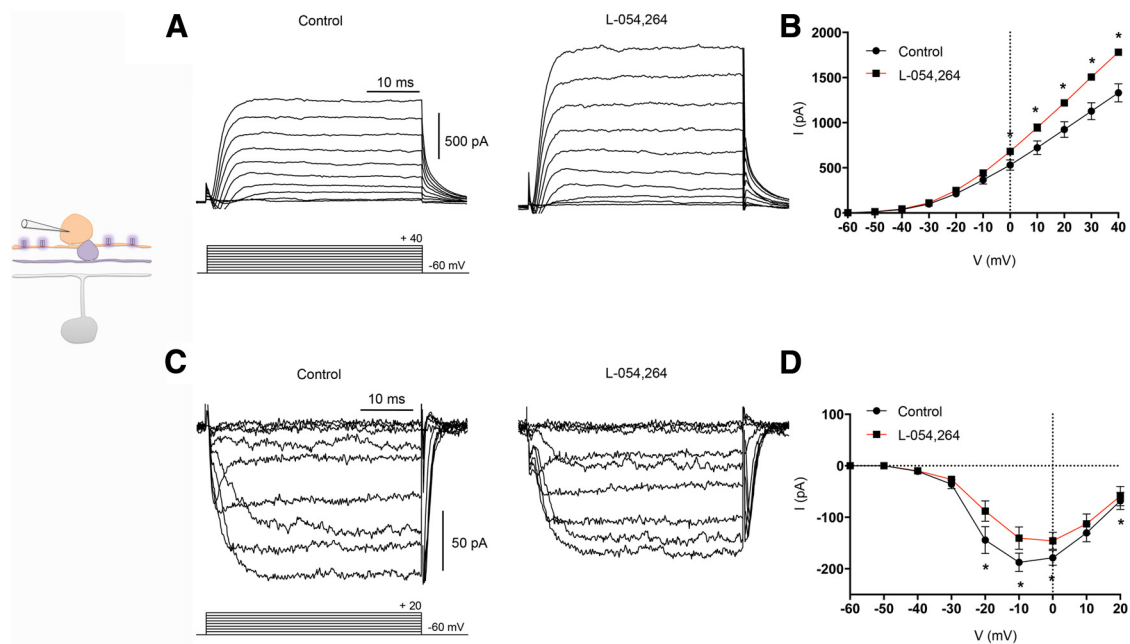 A
Control
L-054,264
10 ms
500 pA
+ 40
-60 mV
B
2000
1500
1000
500
0
I (pA)
Control
L-054,264
* * * * *
-60 -50 -40 -30 -20 -10 0 10 20 30 40
V (mV)
C
Control
L-054,264
10 ms
50 pA
+ 20
-60 mV
D
100
0
-100
-200
I (pA)
Control
L-054,264
* * * *
-60 -50 -40 -30 -20 -10 0 10 20
V (mV)